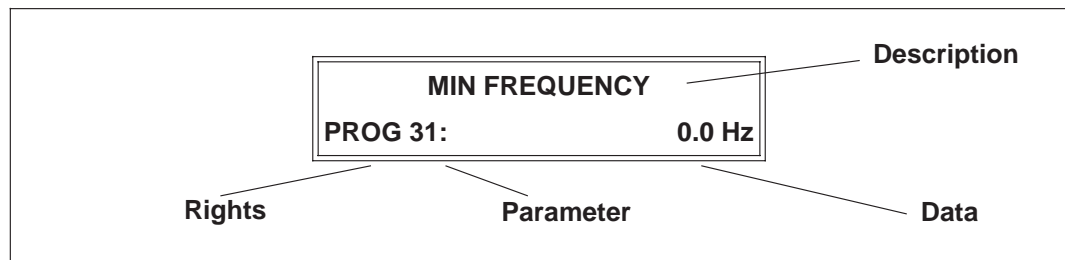 Description
MIN FREQUENCY
PROG 31: 0.0 Hz
Rights Parameter Data